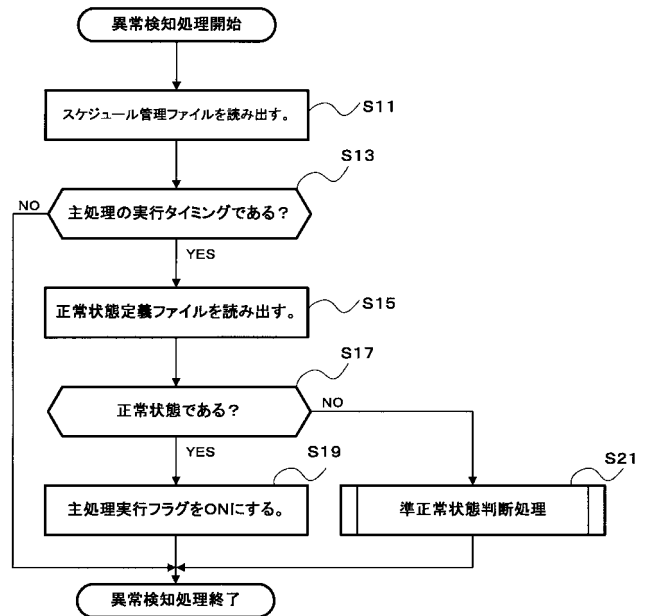 異常検知処理開始
スケジュール管理ファイルを読み出す。
S11
S13
NO
主処理の実行タイミングである？
YES
正常状態定義ファイルを読み出す。
S15
S17
正常状態である？
NO
YES
S19
S21
主処理実行フラグをONにする。
準正常状態判断処理
異常検知処理終了